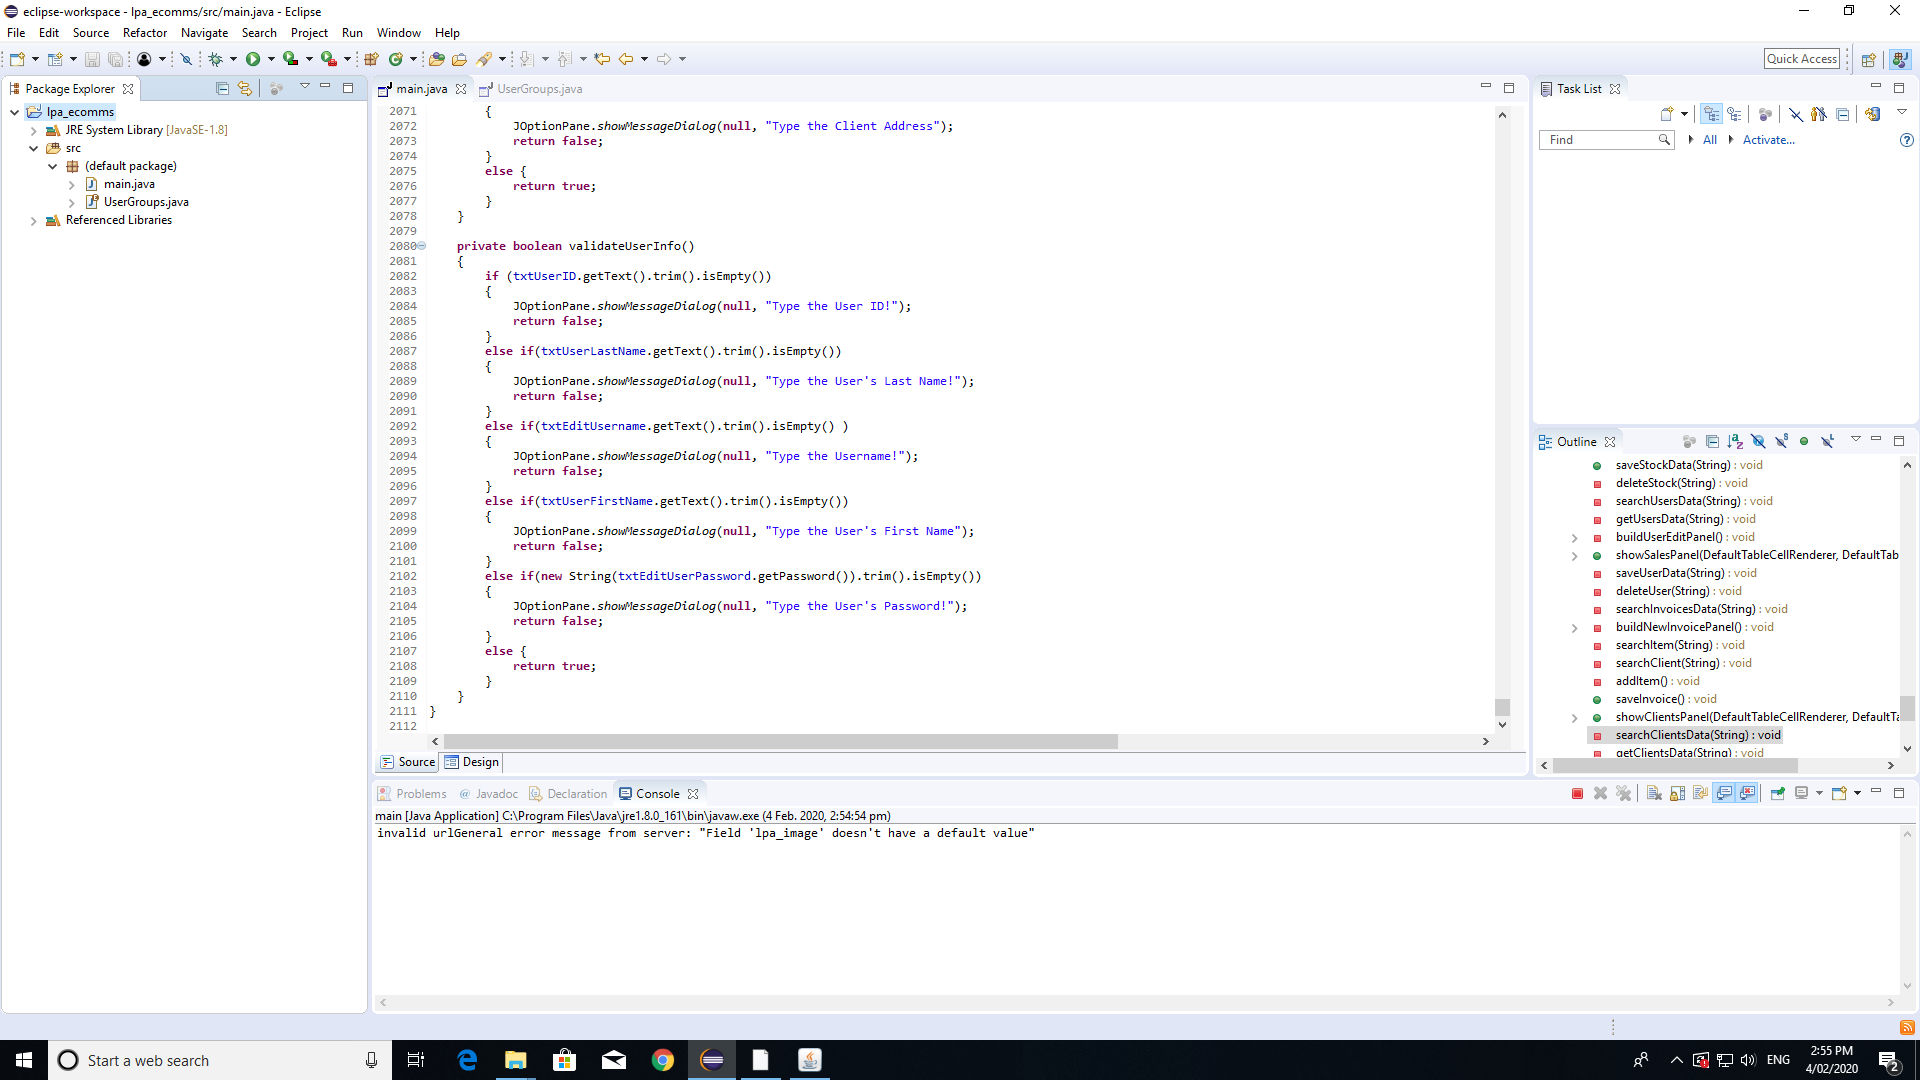 eclipse-workspace - lpa_ecomms/src/main.java - Eclipse
File Edit Source Refactor Navigate Search Project Run Window Help
Quick Access
Package Explorer
lpa_ecomms
JRE System Library [JavaSE-1.8]
src
(default package)
main.java
UserGroups.java
Referenced Libraries
main.java UserGroups.java
2071 {
2072 JOptionPane.showMessageDialog(null, "Type the Client Address");
2073 return false;
2074 }
2075 else {
2076 return true;
2077 }
2078 }
2079
2080 private boolean validateUserInfo()
2081 {
2082 if (txtUserID.getText().trim().isEmpty())
2083 {
2084 JOptionPane.showMessageDialog(null, "Type the User ID!");
2085 return false;
2086 }
2087 else if(txtUserLastName.getText().trim().isEmpty())
2088 {
2089 JOptionPane.showMessageDialog(null, "Type the User's Last Name!");
2090 return false;
2091 }
2092 else if(txtEditUsername.getText().trim().isEmpty() )
2093 {
2094 JOptionPane.showMessageDialog(null, "Type the Username!");
2095 return false;
2096 }
2097 else if(txtUserFirstName.getText().trim().isEmpty())
2098 {
2099 JOptionPane.showMessageDialog(null, "Type the User's First Name");
2100 return false;
2101 }
2102 else if(new String(txtEditUserPassword.getPassword()).trim().isEmpty())
2103 {
2104 JOptionPane.showMessageDialog(null, "Type the User's Password!");
2105 return false;
2106 }
2107 else {
2108 return true;
2109 }
2110 }
2111 }
2112
Source Design
Task List
Find All Activate...
Outline
saveStockData(String) : void
deleteStock(String) : void
searchUsersData(String) : void
getUsersData(String) : void
buildUserEditPanel() : void
showSalesPanel(DefaultTableCellRenderer, DefaultTab
saveUserData(String) : void
deleteUser(String) : void
searchInvoicesData(String) : void
buildNewInvoicePanel() : void
searchItem(String) : void
searchClient(String) : void
addItem() : void
saveInvoice() : void
showClientsPanel(DefaultTableCellRenderer, DefaultTa
searchClientsData(String) : void
getClientsData(String) : void
Problems @ Javadoc Declaration Console
main [Java Application] C:\Program Files\Java\jre1.8.0_161\bin\javaw.exe (4 Feb. 2020, 2:54:54 pm)
invalid urlGeneral error message from server: "Field 'lpa_image' doesn't have a default value"
Start a web search
ENG
2:55 PM
4/02/2020
2